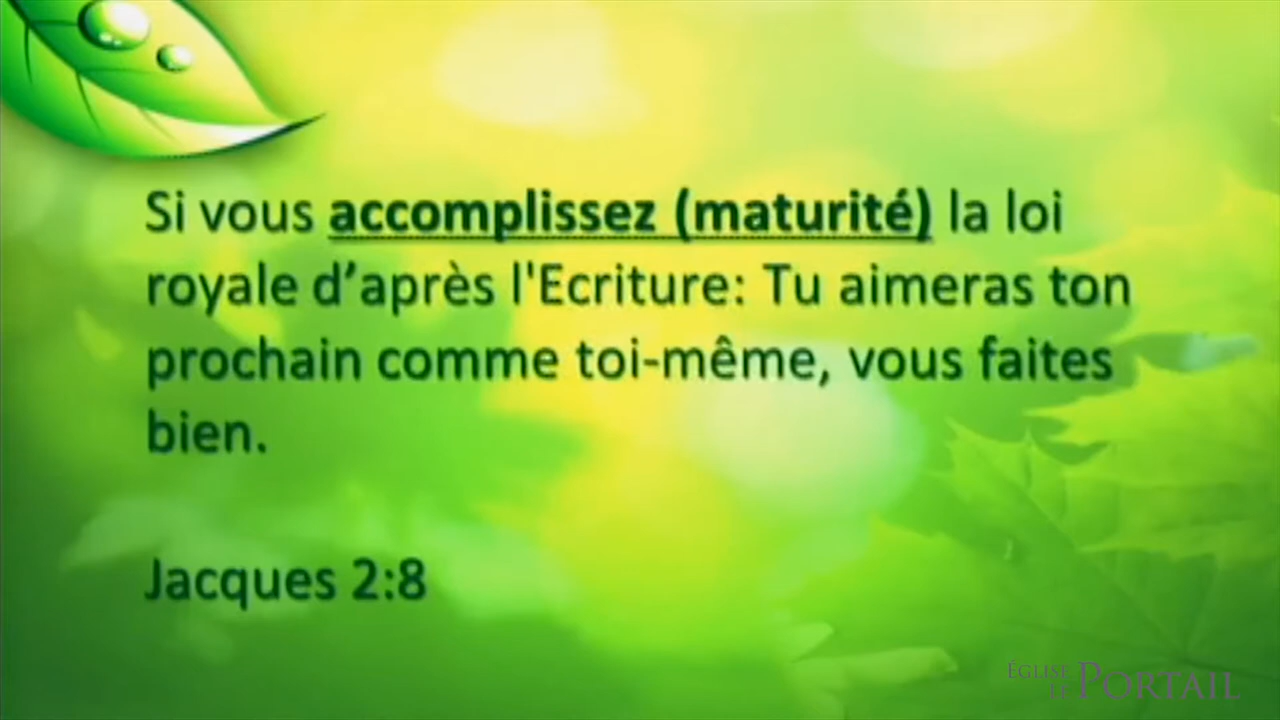 Si vous accomplissez (maturité) la loi
royale d’après l'Ecriture: Tu aimeras ton
prochain comme toi-même, vous faites
bien.
Jacques 2:8
ÉGLISE
LE PORTAIL